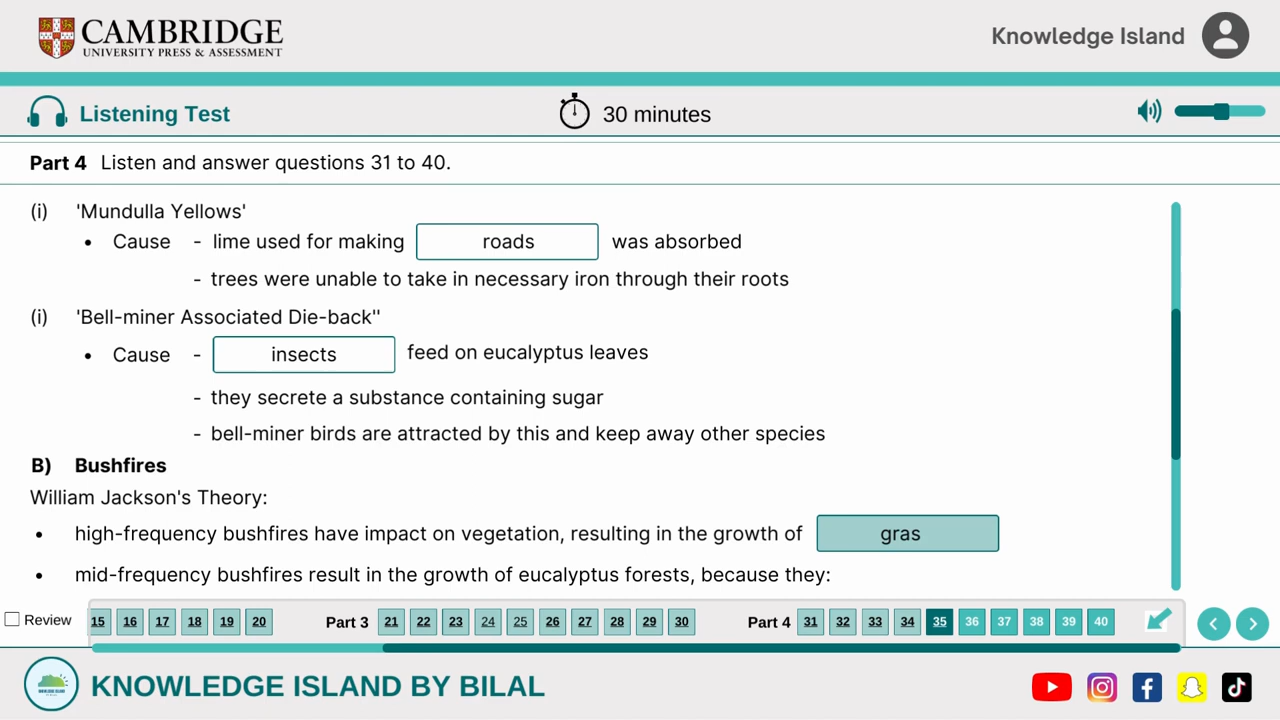 CAMBRIDGE
UNIVERSITY PRESS & ASSESSMENT
Knowledge Island
Listening Test
30 minutes
Part 4 Listen and answer questions 31 to 40.
(i) 'Mundulla Yellows'
• Cause - lime used for making roads was absorbed
- trees were unable to take in necessary iron through their roots
(i) 'Bell-miner Associated Die-back''
• Cause - insects feed on eucalyptus leaves
- they secrete a substance containing sugar
- bell-miner birds are attracted by this and keep away other species
B) Bushfires
William Jackson's Theory:
• high-frequency bushfires have impact on vegetation, resulting in the growth of gras
• mid-frequency bushfires result in the growth of eucalyptus forests, because they:
Review 15 16 17 18 19 20 Part 3 21 22 23 24 25 26 27 28 29 30 Part 4 31 32 33 34 35 36 37 38 39 40
KNOWLEDGE ISLAND BY BILAL